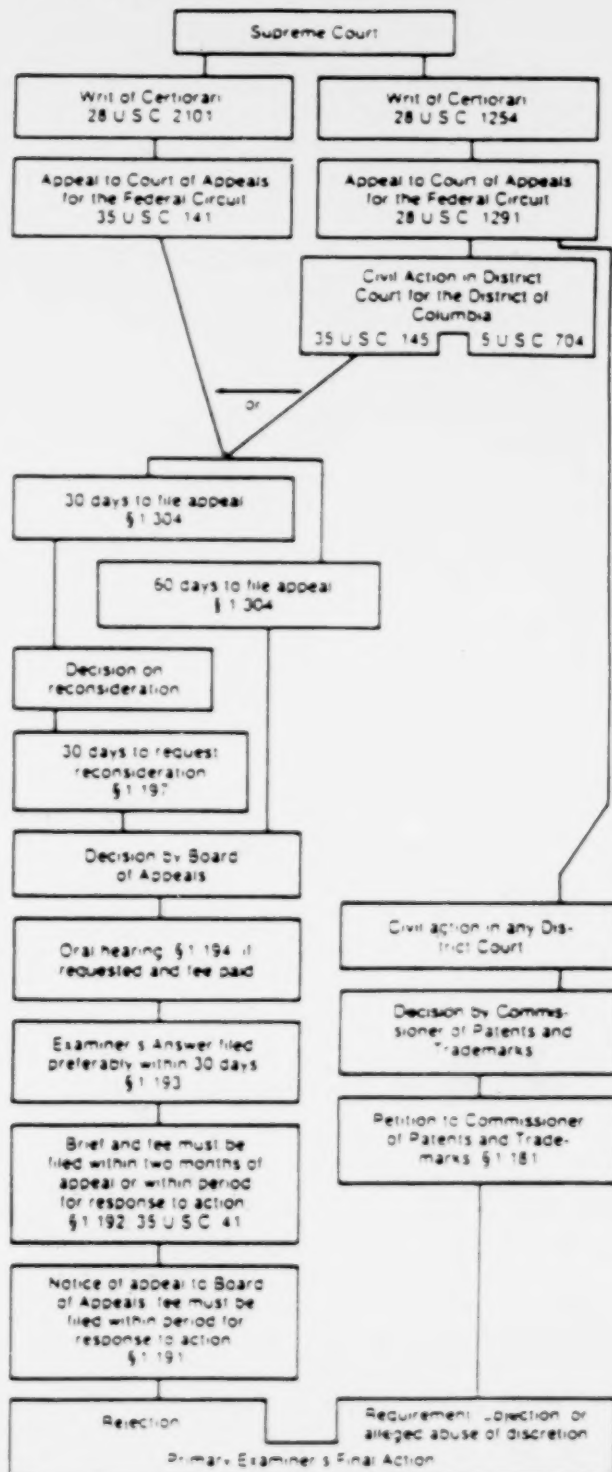 Supreme Court
Writ of Certiorari
28 U S C 2101
Writ of Certiorari
28 U S C 1254
Appeal to Court of Appeals
for the Federal Circuit
35 U S C 141
Appeal to Court of Appeals
for the Federal Circuit
28 U S C 1291
Civil Action in District
Court for the District of
Columbia
35 U S C 145 5 U S C 704
or
30 days to file appeal
§ 1 304
60 days to file appeal
§ 1 304
Decision on
reconsideration
30 days to request
reconsideration
§ 1 197
Decision by Board
of Appeals
Oral hearing §1 194 if
requested and fee paid
Examiner s Answer filed
preferably within 30 days
§1 193
Brief and fee must be
filed within two months of
appeal or within period
for response to action
§1 192, 35 U S C 41
Notice of appeal to Board
of Appeals, fee must be
filed within period for
response to action
§1 191
Civil action in any Dis-
trict Court
Decision by Commis-
sioner of Patents and
Trademarks
Petition to Commissioner
of Patents and Trade-
marks §1 181
Rejection
Requirement objection or
alleged abuse of discretion
Primary Examiner s Final Action